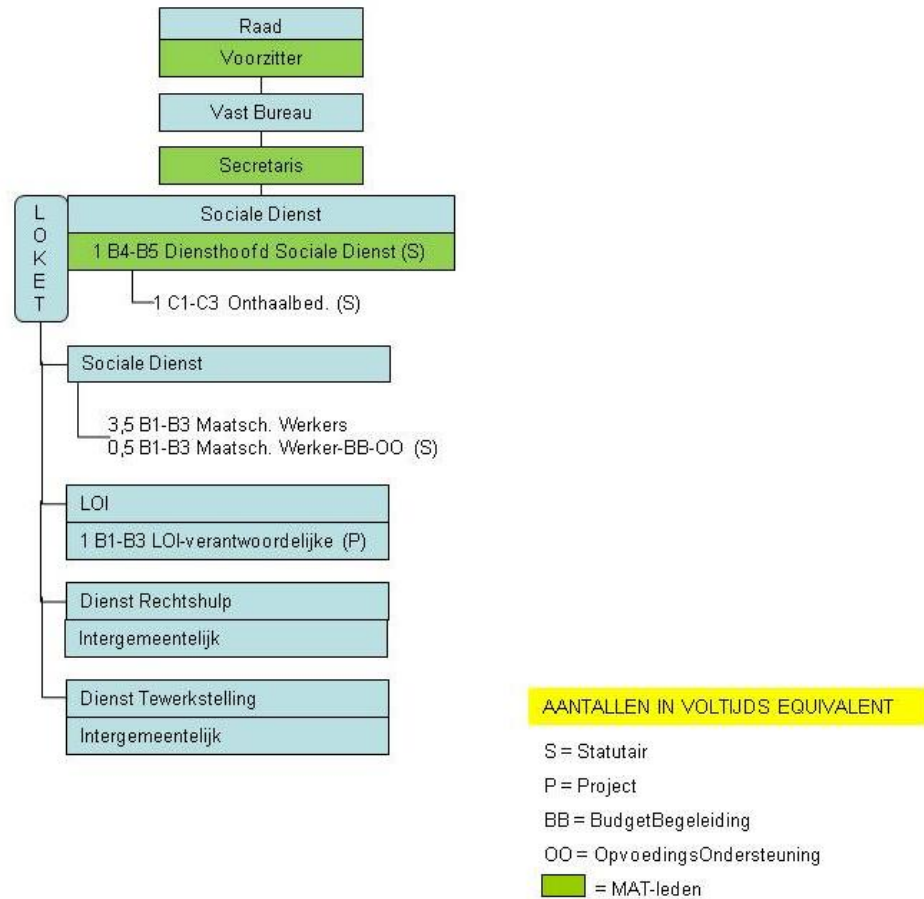 Raad
Voorzitter
Vast Bureau
Secretaris
LOKET
Sociale Dienst
1 B4-B5 Diensthoofd Sociale Dienst (S)
1 C1-C3 Onthaalbed. (S)
Sociale Dienst
3,5 B1-B3 Maatsch. Werkers
0,5 B1-B3 Maatsch. Werker-BB-OO (S)
LOI
1 B1-B3 LOI-verantwoordelijke (P)
Dienst Rechtshulp
Intergemeentelijk
Dienst Tewerkstelling
Intergemeentelijk
AANTALLEN IN VOLTIJDS EQUIVALENT
S = Statutair
P = Project
BB = BudgetBegeleiding
OO = OpvoedingsOndersteuning
= MAT-leden